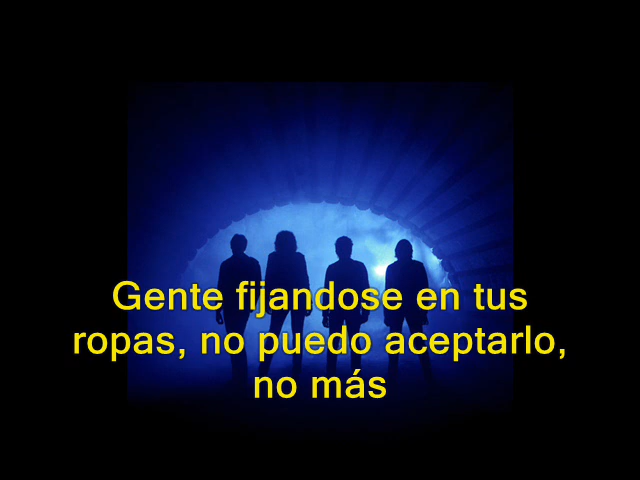 Gente fijandose en tus
ropas, no puedo aceptarlo,
no más